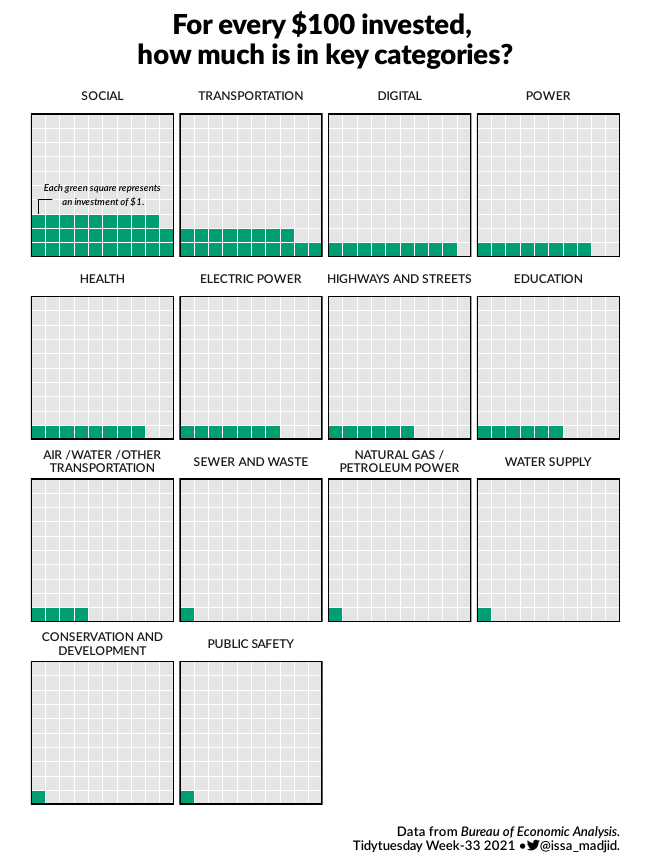 For every $100 invested,
how much is in key categories?
SOCIAL
TRANSPORTATION
DIGITAL
POWER
Each green square represents
an investment of $1.
HEALTH
ELECTRIC POWER
HIGHWAYS AND STREETS
EDUCATION
AIR /WATER /OTHER
TRANSPORTATION
SEWER AND WASTE
NATURAL GAS /
PETROLEUM POWER
WATER SUPPLY
CONSERVATION AND
DEVELOPMENT
PUBLIC SAFETY
Data from Bureau of Economic Analysis.
Tidytuesday Week-33 2021 •@issa_madjid.